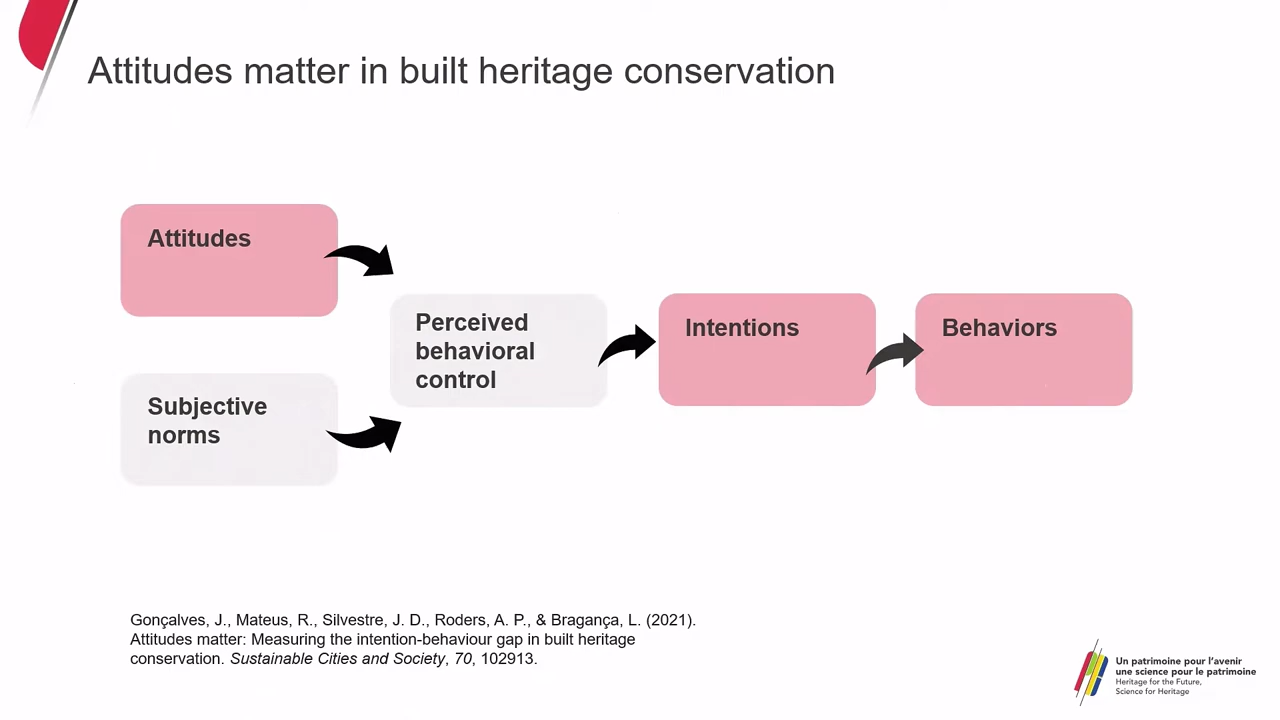 Attitudes matter in built heritage conservation
Attitudes
Subjective
norms
Perceived
behavioral
control
Intentions
Behaviors
Gonçalves, J., Mateus, R., Silvestre, J. D., Roders, A. P., & Bragança, L. (2021).
Attitudes matter: Measuring the intention-behaviour gap in built heritage
conservation. Sustainable Cities and Society, 70, 102913.
Un patrimoine pour l'avenir
une science pour le patrimoine
Heritage for the Future,
Science for Heritage